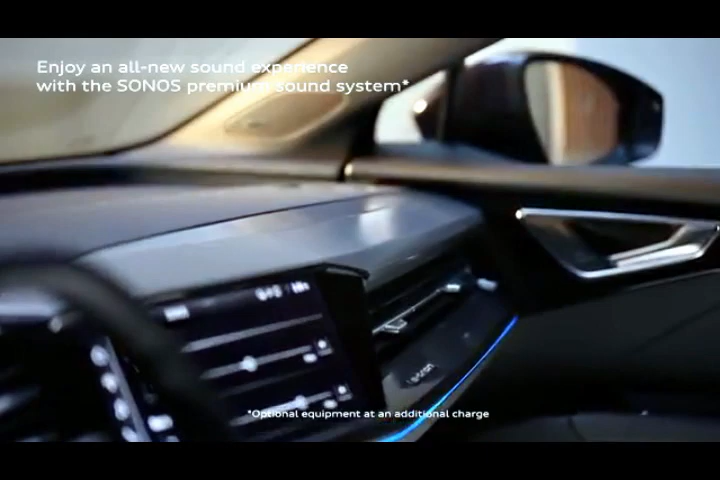 Enjoy an all-new sound experience
with the SONOS premium sound system*
*Optional equipment at an additional charge